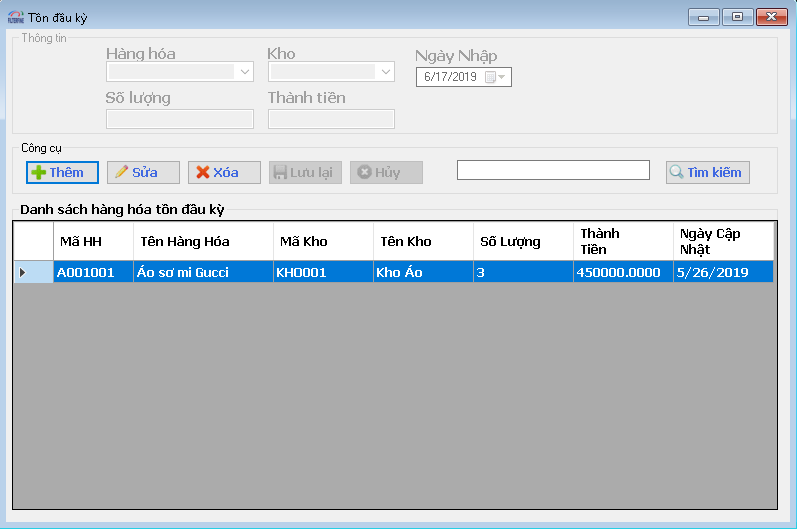 Tồn đầu kỳ
Thông tin
Hàng hóa Kho Ngày Nhập
6/17/2019
Số lượng Thành tiền
Công cụ
Thêm Sửa Xóa Lưu lại Hủy Tìm kiếm
Danh sách hàng hóa tồn đầu kỳ
Mã HH Tên Hàng Hóa Mã Kho Tên Kho Số Lượng Thành Tiền Ngày Cập Nhật
A001001 Áo sơ mi Gucci KHO001 Kho Áo 3 450000.0000 5/26/2019